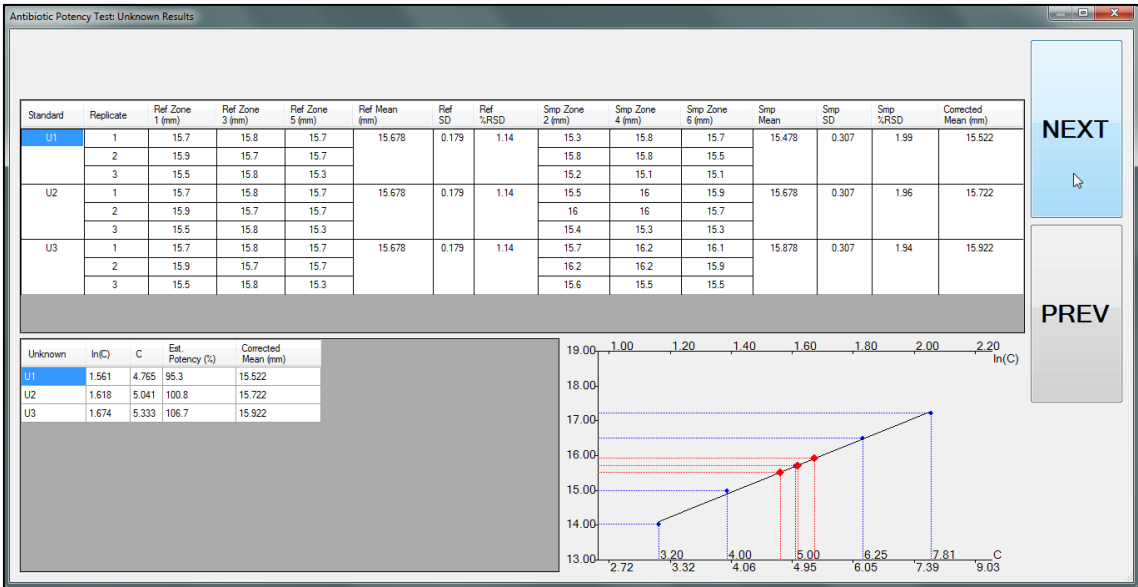 Antibiotic Potency Test: Unknown Results
Standard Replicate Ref Zone 1 (mm) Ref Zone 3 (mm) Ref Zone 5 (mm) Ref Mean (mm) Ref SD Ref %RSD Smp Zone 2 (mm) Smp Zone 4 (mm) Smp Zone 6 (mm) Smp Mean Smp SD Smp %RSD Corrected Mean (mm)
U1 1 15.7 15.8 15.7 15.678 0.179 1.14 15.3 15.8 15.7 15.478 0.307 1.99 15.522
2 15.9 15.7 15.7 15.8 15.8 15.5
3 15.5 15.8 15.3 15.2 15.1 15.1
U2 1 15.7 15.8 15.7 15.678 0.179 1.14 15.5 16 15.9 15.678 0.307 1.96 15.722
2 15.9 15.7 15.7 16 16 15.7
3 15.5 15.8 15.3 15.4 15.3 15.3
U3 1 15.7 15.8 15.7 15.678 0.179 1.14 15.7 16.2 16.1 15.878 0.307 1.94 15.922
2 15.9 15.7 15.7 16.2 16.2 15.9
3 15.5 15.8 15.3 15.6 15.5 15.5
NEXT
PREV
Unknown ln(C) C Est. Potency (%) Corrected Mean (mm)
U1 1.561 4.765 95.3 15.522
U2 1.618 5.041 100.8 15.722
U3 1.674 5.333 106.7 15.922
1.00 1.20 1.40 1.60 1.80 2.00 2.20
ln(C)
19.00
18.00
17.00
16.00
15.00
14.00
13.00
3.20 4.00 5.00 6.25 7.81 C
2.72 3.32 4.06 4.95 6.05 7.39 9.03